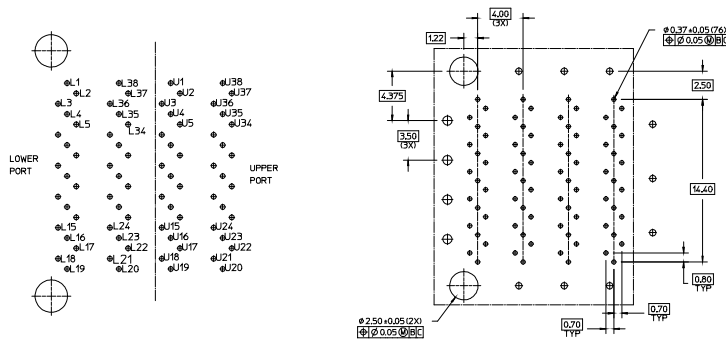 L1
L38
U1
U38
L2
L37
U2
U37
L3
L36
U3
U36
L4
L35
U4
U35
L5
L34
U5
U34
LOWER
PORT
UPPER
PORT
L15
L24
U15
U24
L16
L23
U16
U23
L17
L22
U17
U22
L18
L21
U18
U21
L19
L20
U19
U20
4.00
(3X)
1.22
ø0.37±0.05(76)
⌖ Ø 0.05 Ⓜ B C
4.375
2.50
3.50
(3X)
14.40
0.80
TYP
0.70
TYP
0.70
TYP
ø2.50±0.05(2X)
⌖ Ø 0.05 Ⓜ B C